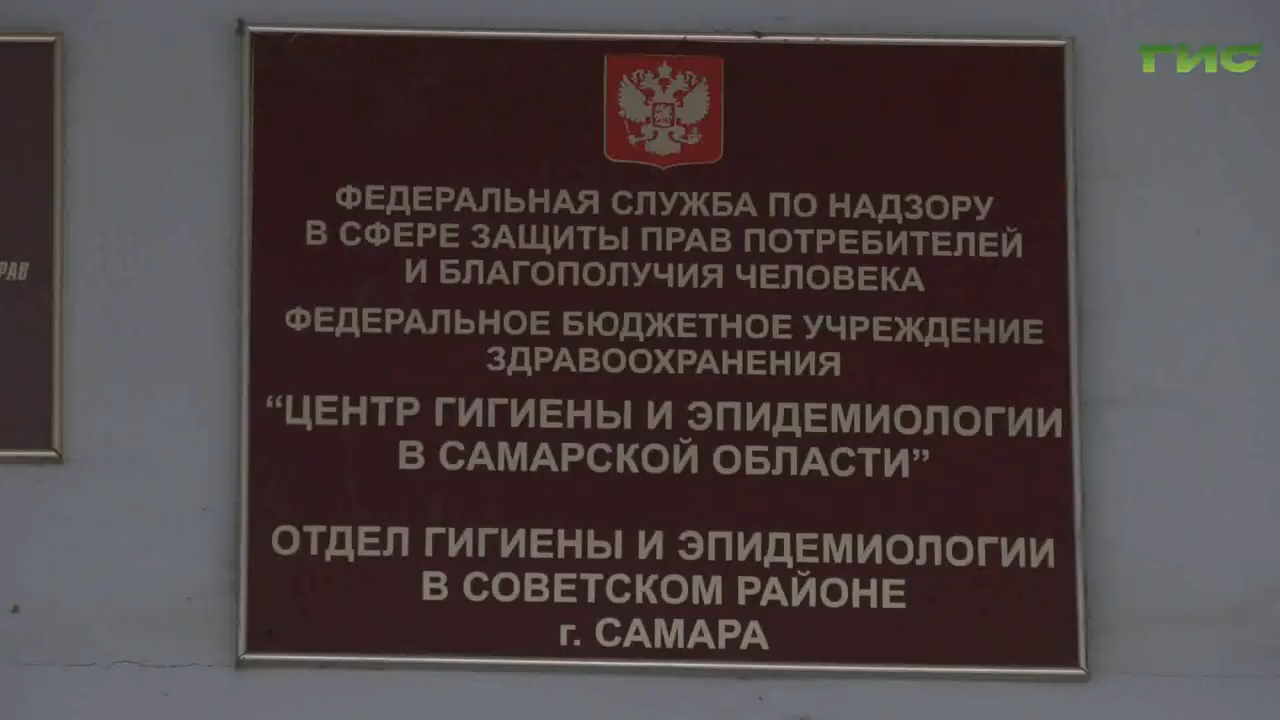 ГИС
ФЕДЕРАЛЬНАЯ СЛУЖБА ПО НАДЗОРУ
В СФЕРЕ ЗАЩИТЫ ПРАВ ПОТРЕБИТЕЛЕЙ
И БЛАГОПОЛУЧИЯ ЧЕЛОВЕКА
ФЕДЕРАЛЬНОЕ БЮДЖЕТНОЕ УЧРЕЖДЕНИЕ
ЗДРАВООХРАНЕНИЯ
“ЦЕНТР ГИГИЕНЫ И ЭПИДЕМИОЛОГИИ
В САМАРСКОЙ ОБЛАСТИ”
ОТДЕЛ ГИГИЕНЫ И ЭПИДЕМИОЛОГИИ
В СОВЕТСКОМ РАЙОНЕ
г. САМАРА